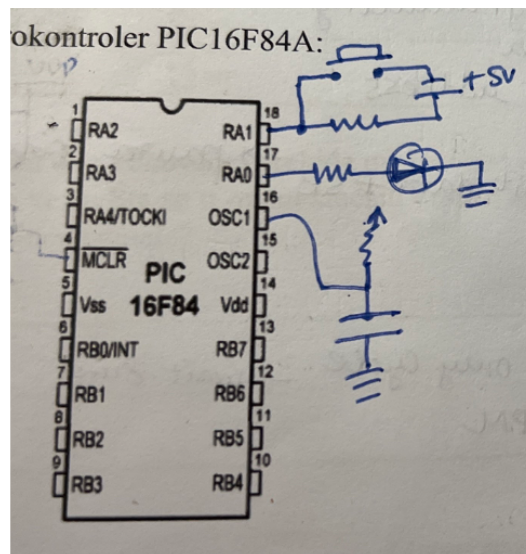 okontroler PIC16F84A:
+5V
1 18
RA2 RA1
2 17
RA3 RA0
3 16
RA4/TOCKI OSC1
4 15
MCLR OSC2
PIC
5 14
Vss 16F84 Vdd
6 13
RB0/INT RB7
7 12
RB1 RB6
8 11
RB2 RB5
9 10
RB3 RB4